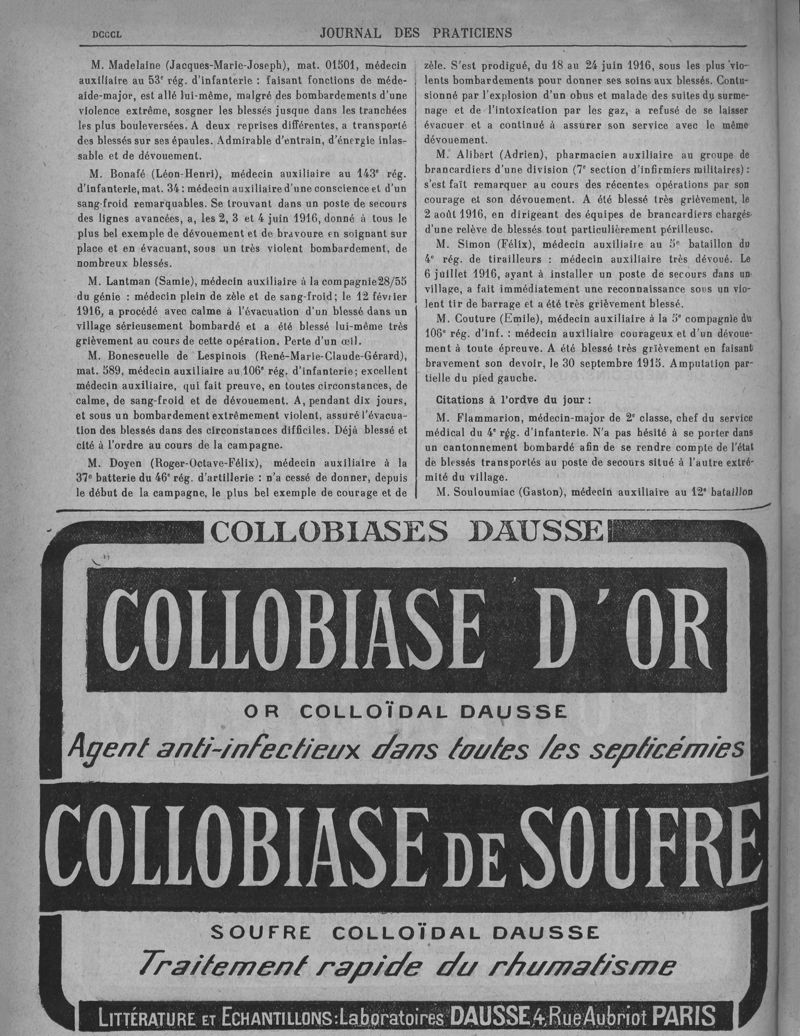 DCCCL
JOURNAL DES PRATICIENS
M. Madelaine (Jacques-Marie-Joseph), mat. 01501, médecin
auxiliaire au 53e rég. d'infanterie : faisant fonctions de méde-
aide-major, est allé lui-même, malgré des bombardements d'une
violence extrême, sosgner les blessés jusque dans les tranchées
les plus bouleversées. A deux reprises différentes, a transporté
des blessés sur ses épaules. Admirable d'entrain, d'énergie inlas-
sable et de dévouement.
M. Bonafé (Léon-Henri), médecin auxiliaire au 143e rég.
d'infanterie, mat. 34 : médecin auxiliaire d'une conscience et d'un
sang-froid remarquables. Se trouvant dans un poste de secours
des lignes avancées, a, les 2, 3 et 4 juin 1916, donné à tous le
plus bel exemple de dévouement et de bravoure en soignant sur
place et en évacuant, sous un très violent bombardement, de
nombreux blessés.
M. Lantman (Samie), médecin auxiliaire à la compagnie 28/55
du génie : médecin plein de zèle et de sang-froid; le 12 février
1916, a procédé avec calme à l'évacuation d'un blessé dans un
village sérieusement bombardé et a été blessé lui-même très
grièvement au cours de cette opération. Perte d'un œil.
M. Bonescuelle de Lespinois (René-Marie-Claude-Gérard),
mat. 589, médecin auxiliaire au 106e rég. d'infanterie; excellent
médecin auxiliaire, qui fait preuve, en toutes circonstances, de
calme, de sang-froid et de dévouement. A, pendant dix jours,
et sous un bombardement extrêmement violent, assuré l'évacua-
tion des blessés dans des circonstances difficiles. Déjà blessé et
cité à l'ordre au cours de la campagne.
M. Doyen (Roger-Octave-Félix), médecin auxiliaire à la
37e batterie du 46e rég. d'artillerie : n'a cessé de donner, depuis
le début de la campagne, le plus bel exemple de courage et de
zèle. S'est prodigué, du 18 au 24 juin 1916, sous les plus vio-
lents bombardements pour donner ses soins aux blessés. Contu-
sionné par l'explosion d'un obus et malade des suites du surme-
nage et de l'intoxication par les gaz, a refusé de se laisser
évacuer et a continué à assurer son service avec le même
dévouement.
M. Alibert (Adrien), pharmacien auxiliaire au groupe de
brancardiers d'une division (7e section d'infirmiers militaires) :
s'est fait remarquer au cours des récentes opérations par son
courage et son dévouement. A été blessé très grièvement, le
2 août 1916, en dirigeant des équipes de brancardiers chargés
d'une relève de blessés tout particulièrement périlleuse.
M. Simon (Félix), médecin auxiliaire au 5e bataillon du
4e rég. de tirailleurs : médecin auxiliaire très dévoué. Le
6 juillet 1916, ayant à installer un poste de secours dans un
village, a fait immédiatement une reconnaissance sous un vio-
lent tir de barrage et a été très grièvement blessé.
M. Couture (Emile), médecin auxiliaire à la 5e compagnie du
106e rég. d'inf. : médecin auxiliaire courageux et d'un dévoue-
ment à toute épreuve. A été blessé très grièvement en faisant
bravement son devoir, le 30 septembre 1915. Amputation par-
tielle du pied gauche.
Citations à l'ordve du jour :
M. Flammarion, médecin-major de 2e classe, chef du service
médical du 4e rég. d'infanterie. N'a pas hésité à se porter dans
un cantonnement bombardé afin de se rendre compte de l'état
de blessés transportés au poste de secours situé à l'autre extré-
mité du village.
M. Souloumiac (Gaston), médecin auxiliaire au 12e bataillon
COLLOBIASES DAUSSE
COLLOBIASE D'OR
OR COLLOÏDAL DAUSSE
Agent anti-infectieux dans toutes les septicémies
COLLOBIASE DE SOUFRE
SOUFRE COLLOÏDAL DAUSSE
Traitement rapide du rhumatisme
LITTÉRATURE ET ECHANTILLONS: Laboratoires DAUSSE, 4, Rue Aubriot PARIS